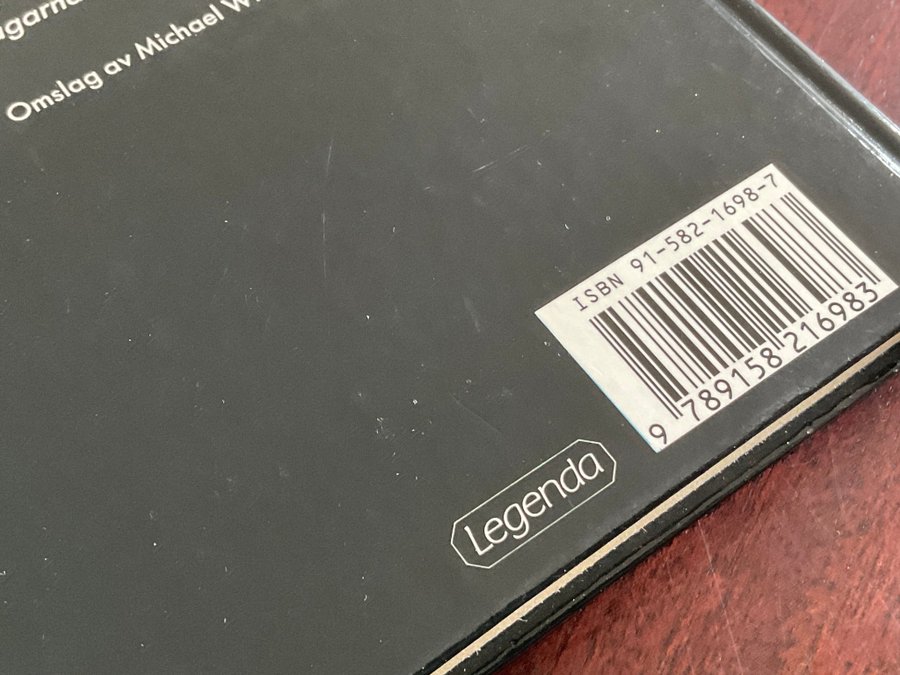 Omslag av Michael
ISBN 91-582-1698-7
9 789158 216983
Legenda